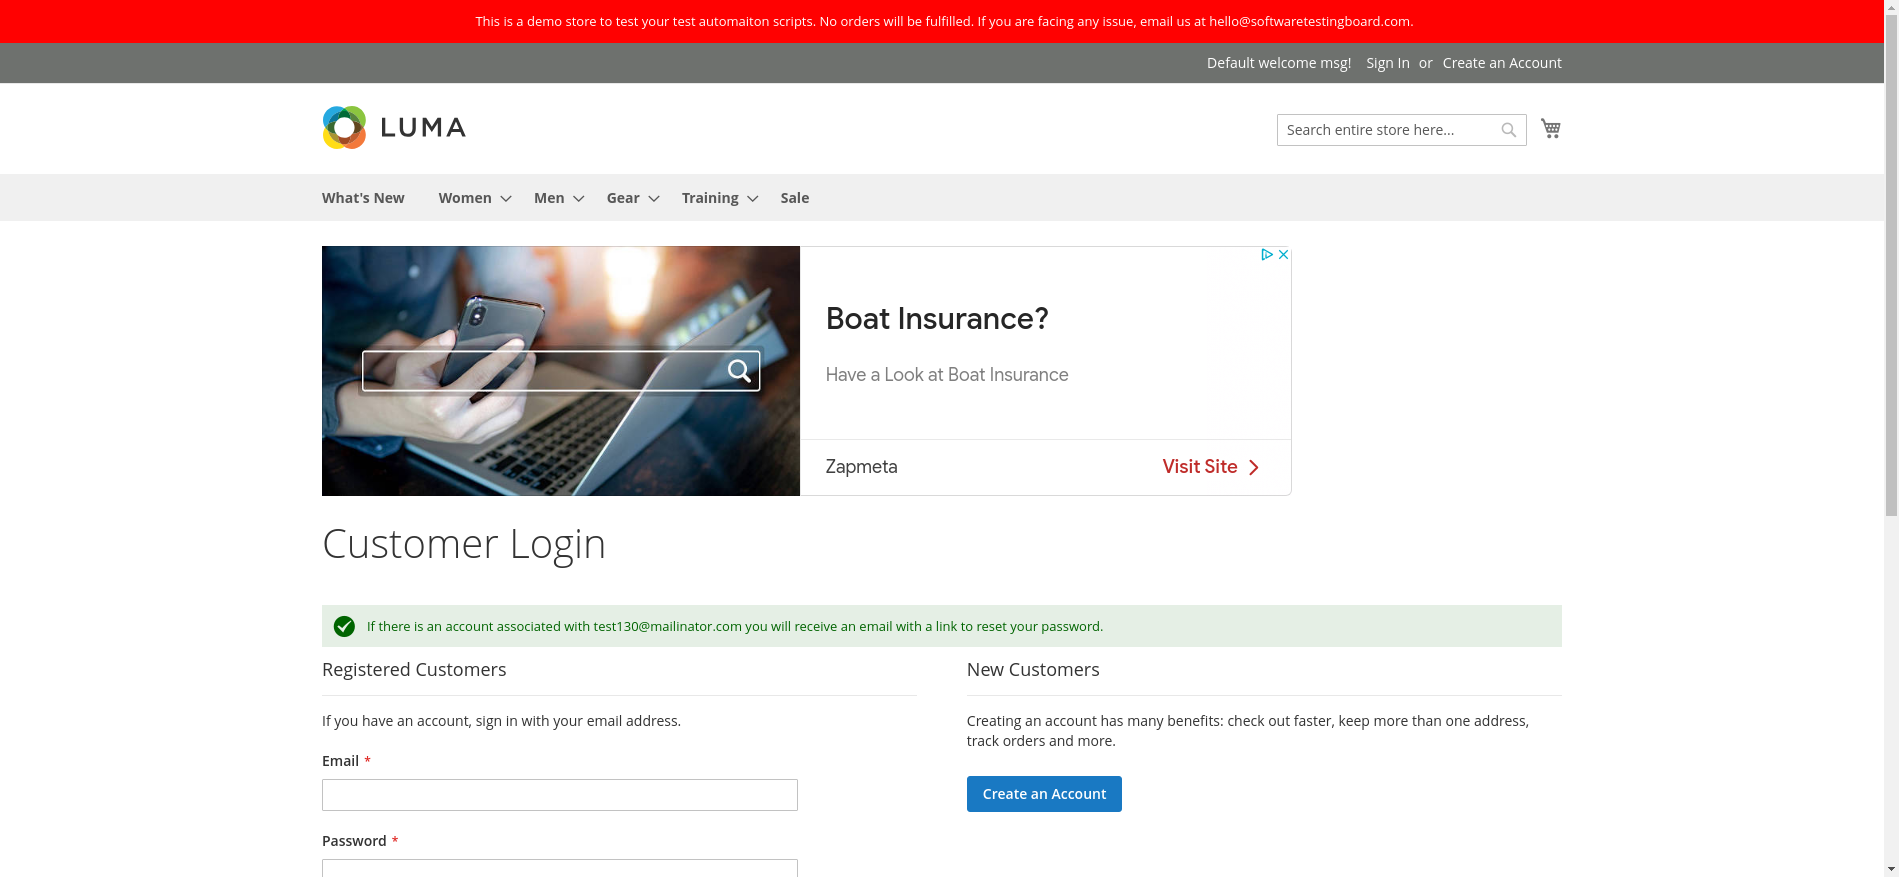 This is a demo store to test your test automaiton scripts. No orders will be fulfilled. If you are facing any issue, email us at hello@softwaretestingboard.com.
Default welcome msg! Sign In or Create an Account
LUMA
Search entire store here...
What's New Women Men Gear Training Sale
Boat Insurance?
Have a Look at Boat Insurance
Zapmeta Visit Site
Customer Login
If there is an account associated with test130@mailinator.com you will receive an email with a link to reset your password.
Registered Customers
If you have an account, sign in with your email address.
Email *
Password *
New Customers
Creating an account has many benefits: check out faster, keep more than one address,
track orders and more.
Create an Account